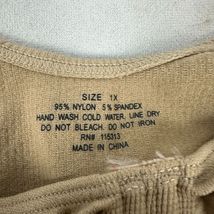 SIZE 1X
95% NYLON 5% SPANDEX
HAND WASH COLD WATER, LINE DRY
DO NOT BLEACH. DO NOT IRON
RN# 115313
MADE IN CHINA